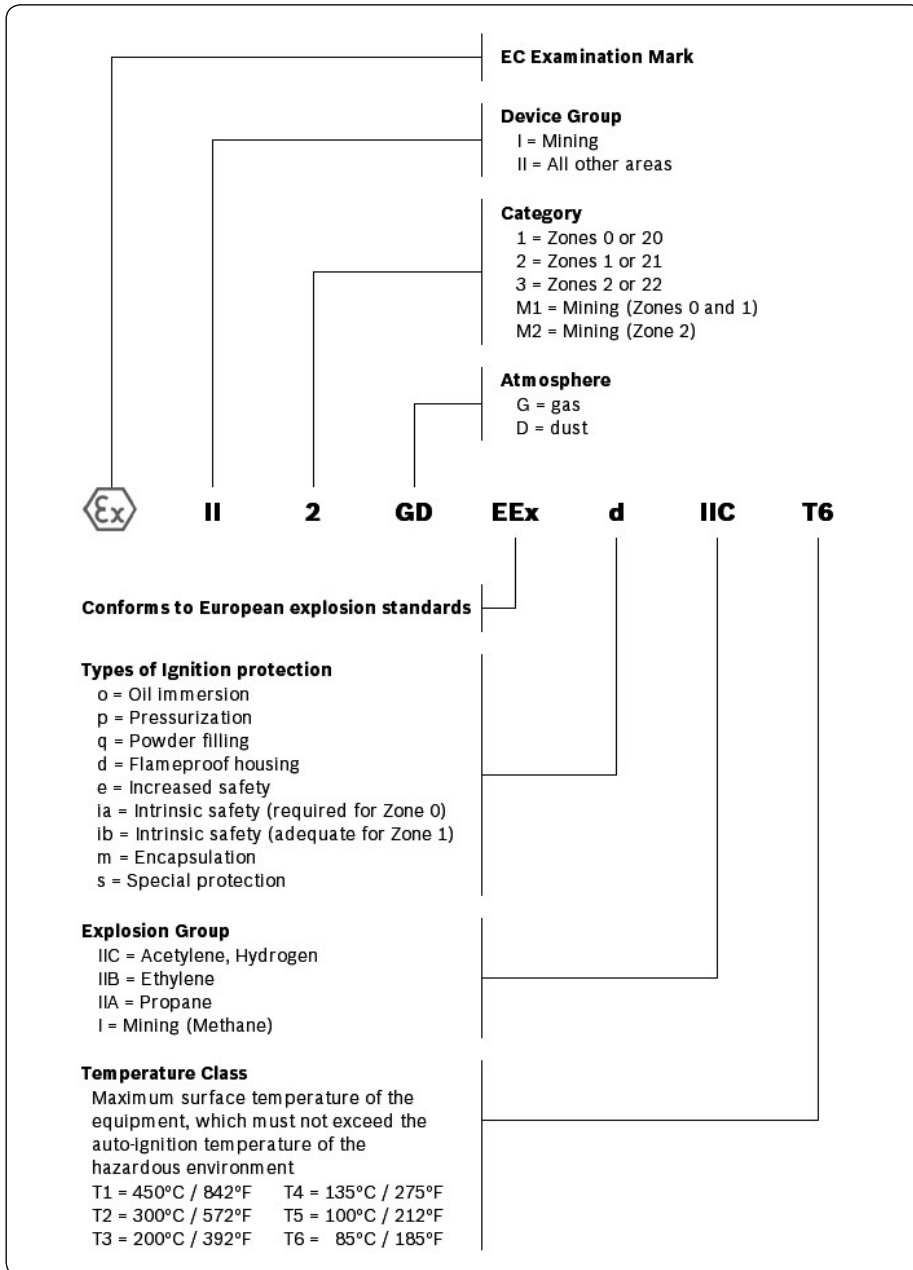 EC Examination Mark
Device Group
I = Mining
II = All other areas
Category
1 = Zones 0 or 20
2 = Zones 1 or 21
3 = Zones 2 or 22
M1 = Mining (Zones 0 and 1)
M2 = Mining (Zone 2)
Atmosphere
G = gas
D = dust
Ex II 2 GD EEx d IIC T6
Conforms to European explosion standards
Types of Ignition protection
o = Oil immersion
p = Pressurization
q = Powder filling
d = Flameproof housing
e = Increased safety
ia = Intrinsic safety (required for Zone 0)
ib = Intrinsic safety (adequate for Zone 1)
m = Encapsulation
s = Special protection
Explosion Group
IIC = Acetylene, Hydrogen
IIB = Ethylene
IIA = Propane
I = Mining (Methane)
Temperature Class
Maximum surface temperature of the
equipment, which must not exceed the
auto-ignition temperature of the
hazardous environment
T1 = 450°C / 842°F T4 = 135°C / 275°F
T2 = 300°C / 572°F T5 = 100°C / 212°F
T3 = 200°C / 392°F T6 = 85°C / 185°F